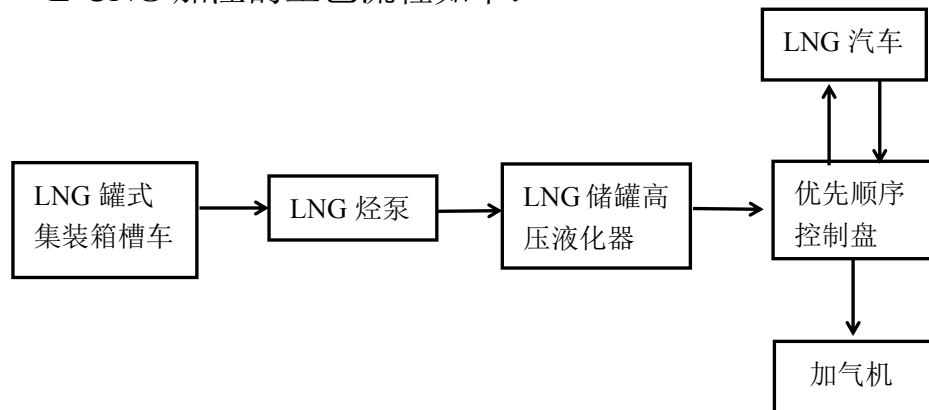 LNG 汽车
LNG 罐式
集装箱槽车
LNG 烃泵
LNG 储罐高
压液化器
优先顺序
控制盘
加气机